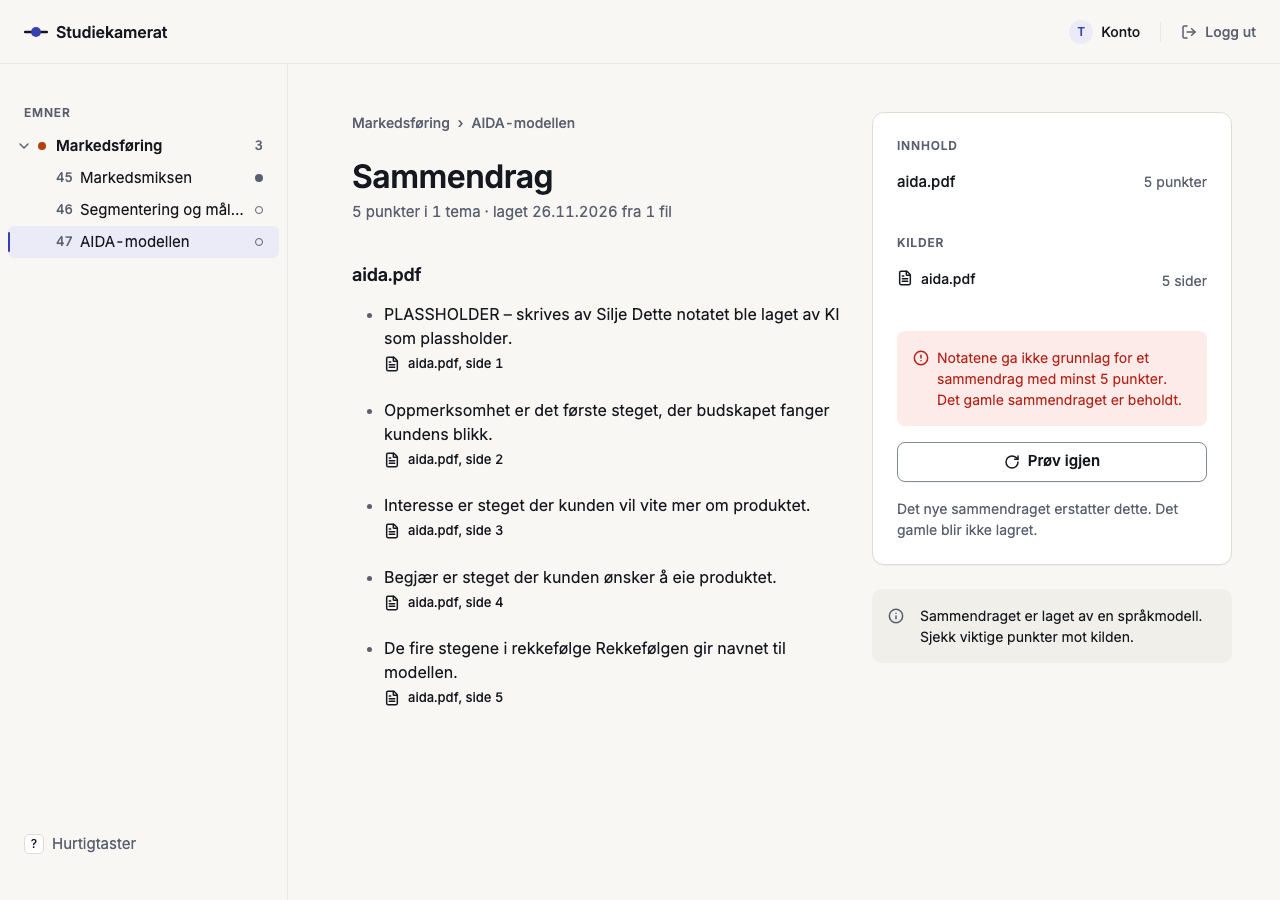 Studiekamerat
T Konto
Logg ut
EMNER
Markedsføring 3
45 Markedsmiksen
46 Segmentering og mål...
47 AIDA-modellen
? Hurtigtaster
Markedsføring › AIDA-modellen
Sammendrag
5 punkter i 1 tema · laget 26.11.2026 fra 1 fil
aida.pdf
• PLASSHOLDER – skrives av Silje Dette notatet ble laget av KI
som plassholder.
aida.pdf, side 1
• Oppmerksomhet er det første steget, der budskapet fanger
kundens blikk.
aida.pdf, side 2
• Interesse er steget der kunden vil vite mer om produktet.
aida.pdf, side 3
• Begjær er steget der kunden ønsker å eie produktet.
aida.pdf, side 4
• De fire stegene i rekkefølge Rekkefølgen gir navnet til
modellen.
aida.pdf, side 5
INNHOLD
aida.pdf 5 punkter
KILDER
aida.pdf 5 sider
Notatene ga ikke grunnlag for et
sammendrag med minst 5 punkter.
Det gamle sammendraget er beholdt.
Prøv igjen
Det nye sammendraget erstatter dette. Det
gamle blir ikke lagret.
Sammendraget er laget av en språkmodell.
Sjekk viktige punkter mot kilden.